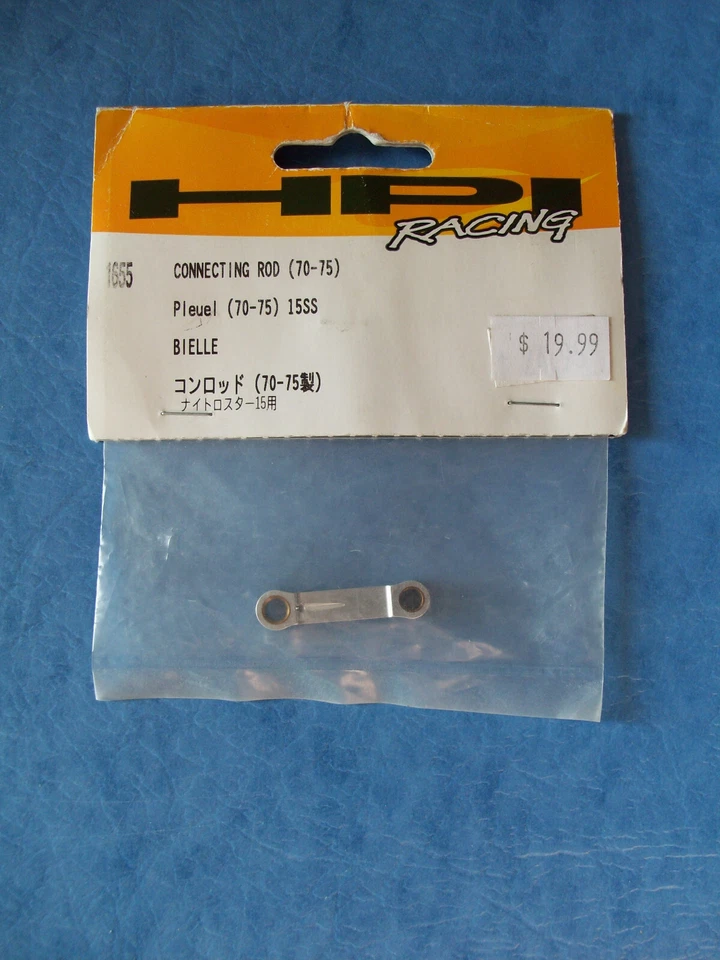 HPI
RACING
1655
CONNECTING ROD (70-75)
Pleuel (70-75) 15SS
$ 19.99
BIELLE
コンロッド (70-75製)
ナイトロスター15用